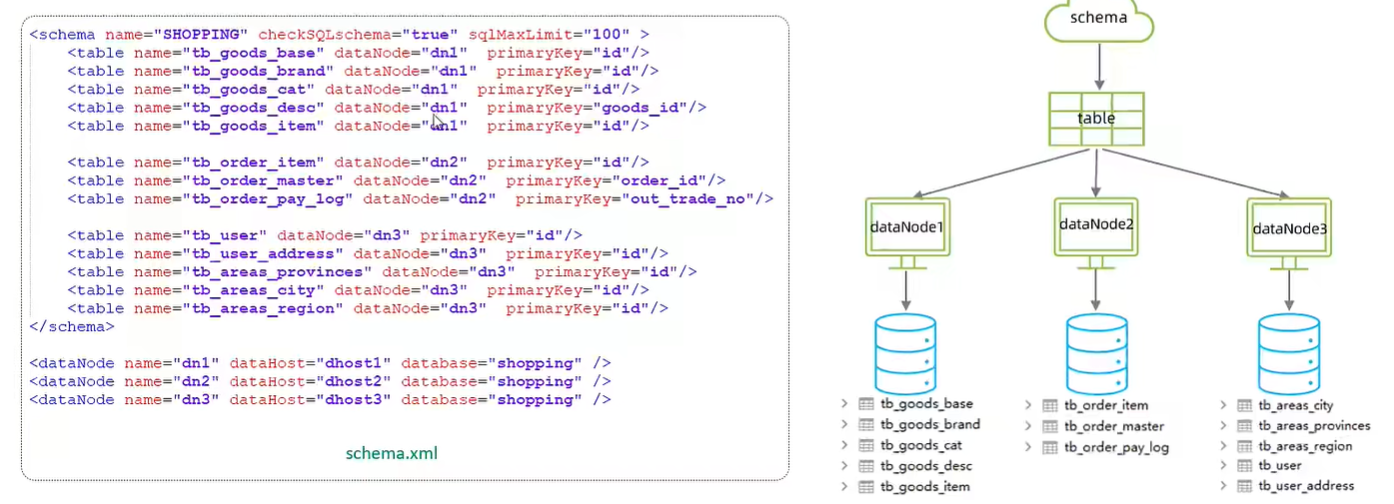 <schema name="SHOPPING" checkSQLschema="true" sqlMaxLimit="100" >
<table name="tb_goods_base" dataNode="dn1" primaryKey="id"/>
<table name="tb_goods_brand" dataNode="dn1" primaryKey="id"/>
<table name="tb_goods_cat" dataNode="dn1" primaryKey="id"/>
<table name="tb_goods_desc" dataNode="dn1" primaryKey="goods_id"/>
<table name="tb_goods_item" dataNode="dn1" primaryKey="id"/>
<table name="tb_order_item" dataNode="dn2" primaryKey="id"/>
<table name="tb_order_master" dataNode="dn2" primaryKey="order_id"/>
<table name="tb_order_pay_log" dataNode="dn2" primaryKey="out_trade_no"/>
<table name="tb_user" dataNode="dn3" primaryKey="id"/>
<table name="tb_user_address" dataNode="dn3" primaryKey="id"/>
<table name="tb_areas_provinces" dataNode="dn3" primaryKey="id"/>
<table name="tb_areas_city" dataNode="dn3" primaryKey="id"/>
<table name="tb_areas_region" dataNode="dn3" primaryKey="id"/>
</schema>
<dataNode name="dn1" dataHost="dhost1" database="shopping" />
<dataNode name="dn2" dataHost="dhost2" database="shopping" />
<dataNode name="dn3" dataHost="dhost3" database="shopping" />
schema.xml
schema
table
dataNode1
dataNode2
dataNode3
tb_goods_base
tb_goods_brand
tb_goods_cat
tb_goods_desc
tb_goods_item
tb_order_item
tb_order_master
tb_order_pay_log
tb_areas_city
tb_areas_provinces
tb_areas_region
tb_user
tb_user_address